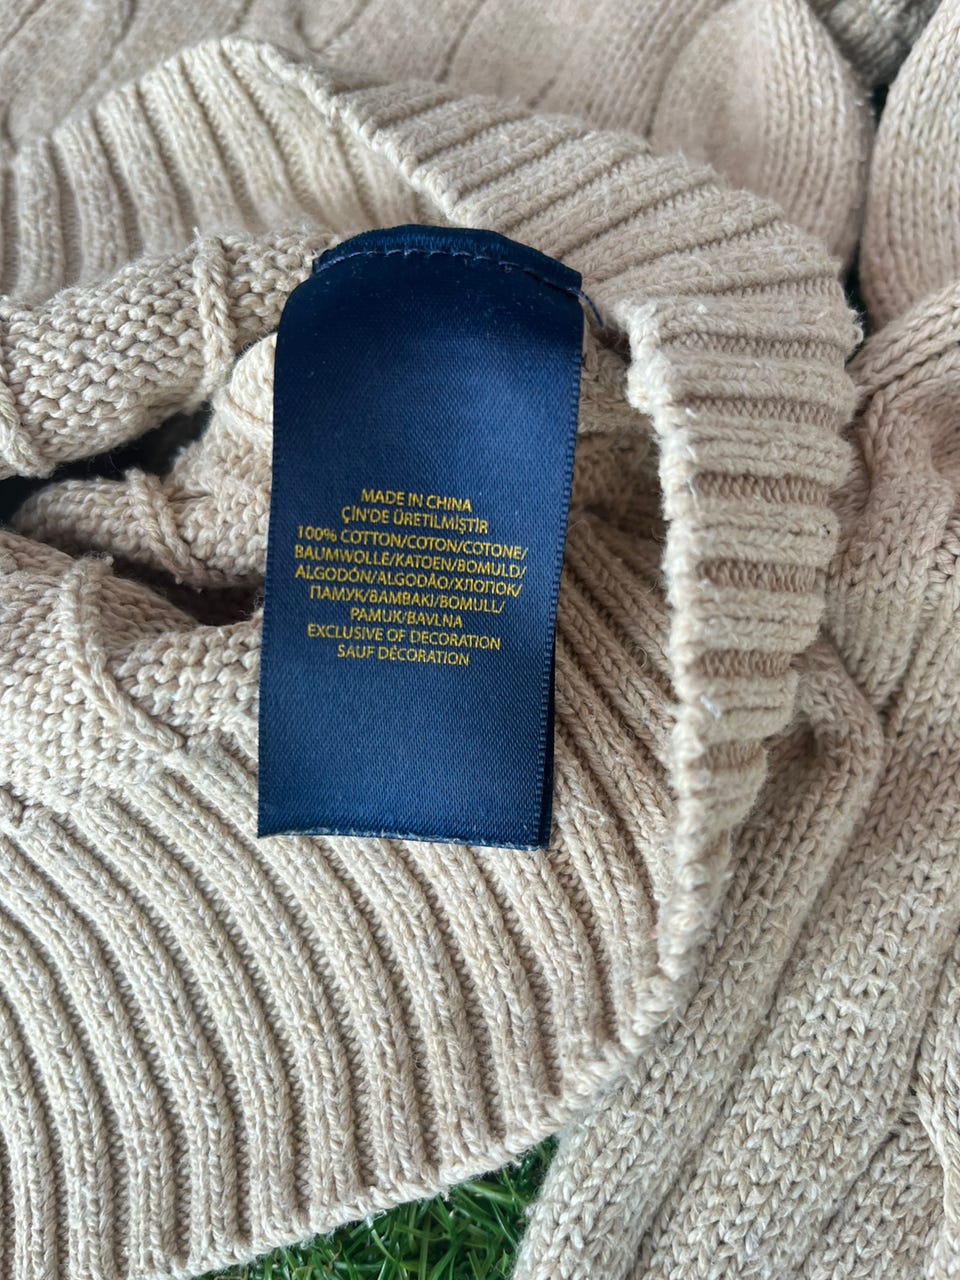 MADE IN CHINA
ÇİN'DE ÜRETİLMİŞTİR
100% COTTON/COTON/COTONE/
BAUMWOLLE/KATOEN/BOMULD/
ALGODÓN/ALGODÃO/ХЛОПОК/
ПАМУК/BAMBAKI/BOMULL/
PAMUK/BAVLNA
EXCLUSIVE OF DECORATION
SAUF DÉCORATION